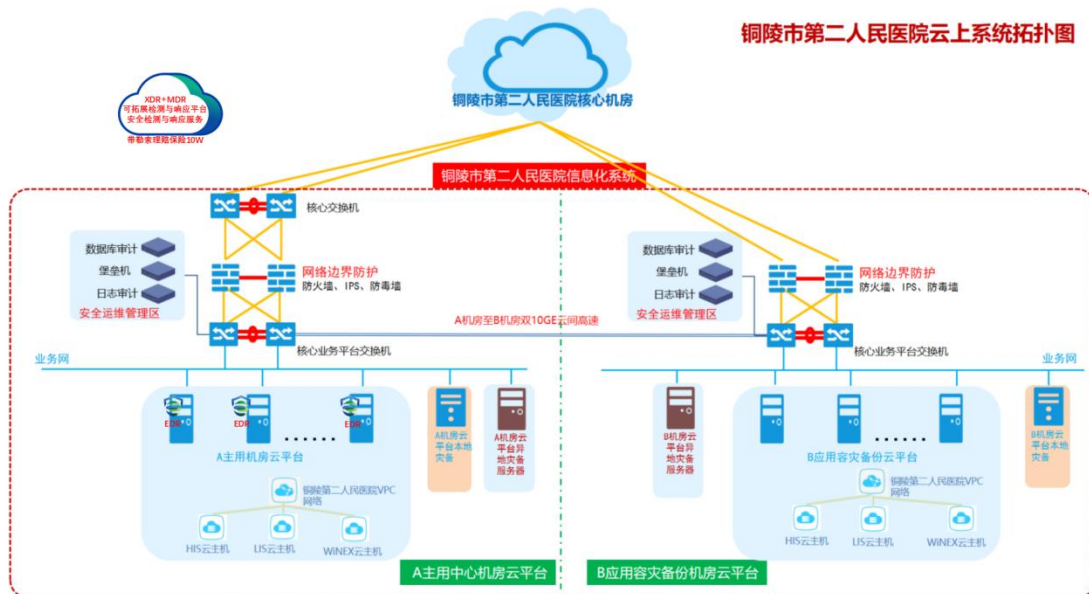 铜陵市第二人民医院云上系统拓扑图
XDR+MDR
可拓展检测与响应平台
安全检测与响应服务
带勒索理赔保险10W
铜陵市第二人民医院核心机房
铜陵市第二人民医院信息化系统
核心交换机
数据库审计
堡垒机
日志审计
安全运维管理区
网络边界防护
防火墙、IPS、防毒墙
核心业务平台交换机
A机房至B机房双10GE云间高速
数据库审计
堡垒机
日志审计
安全运维管理区
网络边界防护
防火墙、IPS、防毒墙
核心业务平台交换机
业务网
业务网
EDR
EDR
EDR
······
A主用机房云平台
铜陵第二人民医院VPC
网络
HIS云主机
LIS云主机
WiNEX云主机
A机房云
平台本地
灾备
A机房云
平台异
地灾备
服务器
A主用中心机房云平台
B机房云
平台异
地灾备
服务器
······
B应用容灾备份云平台
铜陵第二人民医院VPC
网络
HIS云主机
LIS云主机
WiNEX云主机
B机房云
平台本地
灾备
B应用容灾备份机房云平台